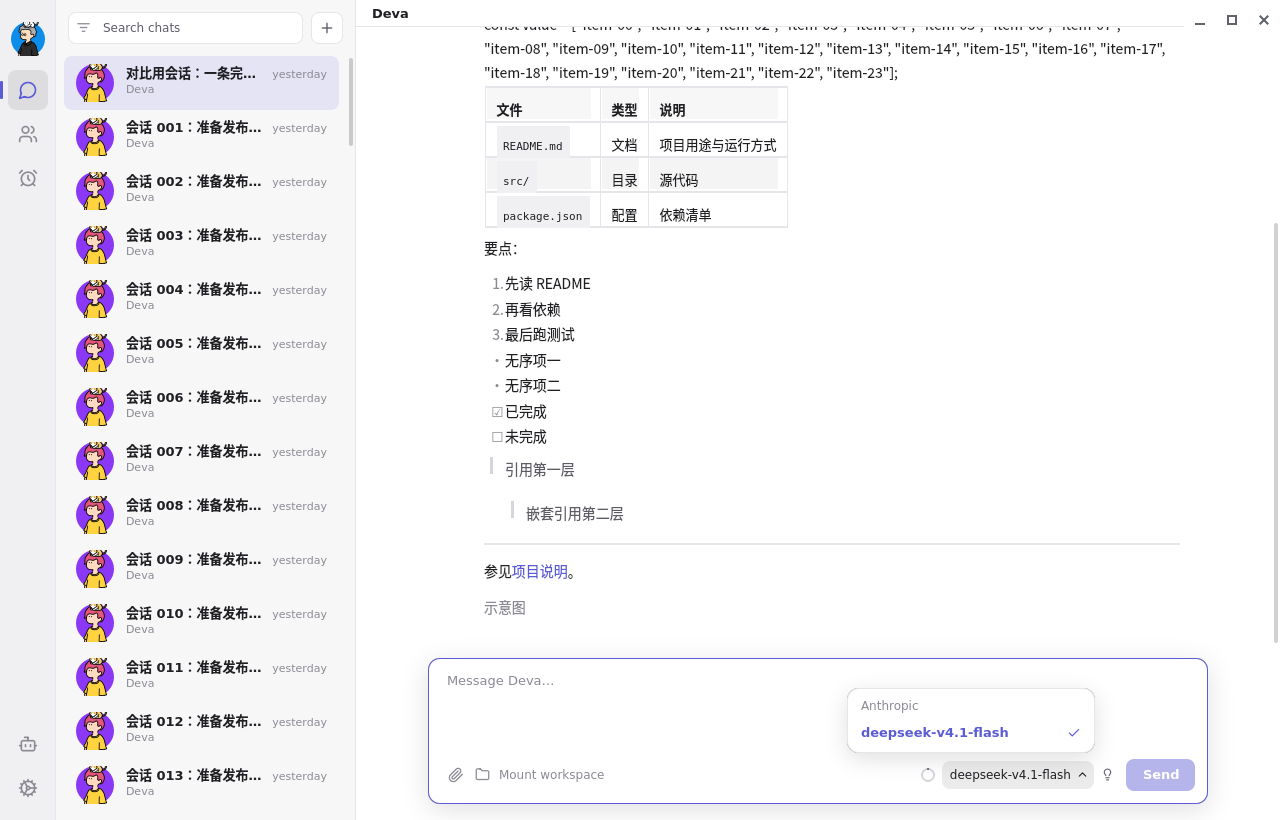 Search chats
对比用会话：一条完... yesterday
Deva
会话 001：准备发布... yesterday
Deva
会话 002：准备发布... yesterday
Deva
会话 003：准备发布... yesterday
Deva
会话 004：准备发布... yesterday
Deva
会话 005：准备发布... yesterday
Deva
会话 006：准备发布... yesterday
Deva
会话 007：准备发布... yesterday
Deva
会话 008：准备发布... yesterday
Deva
会话 009：准备发布... yesterday
Deva
会话 010：准备发布... yesterday
Deva
会话 011：准备发布... yesterday
Deva
会话 012：准备发布... yesterday
Deva
会话 013：准备发布... yesterday
Deva
Deva
"item-08", "item-09", "item-10", "item-11", "item-12", "item-13", "item-14", "item-15", "item-16", "item-17",
"item-18", "item-19", "item-20", "item-21", "item-22", "item-23"];
文件 类型 说明
README.md 文档 项目用途与运行方式
src/ 目录 源代码
package.json 配置 依赖清单
要点：
1. 先读 README
2. 再看依赖
3. 最后跑测试
• 无序项一
• 无序项二
☑ 已完成
☐ 未完成
引用第一层
嵌套引用第二层
参见项目说明。
示意图
Message Deva…
Anthropic
deepseek-v4.1-flash
Mount workspace
deepseek-v4.1-flash
Send